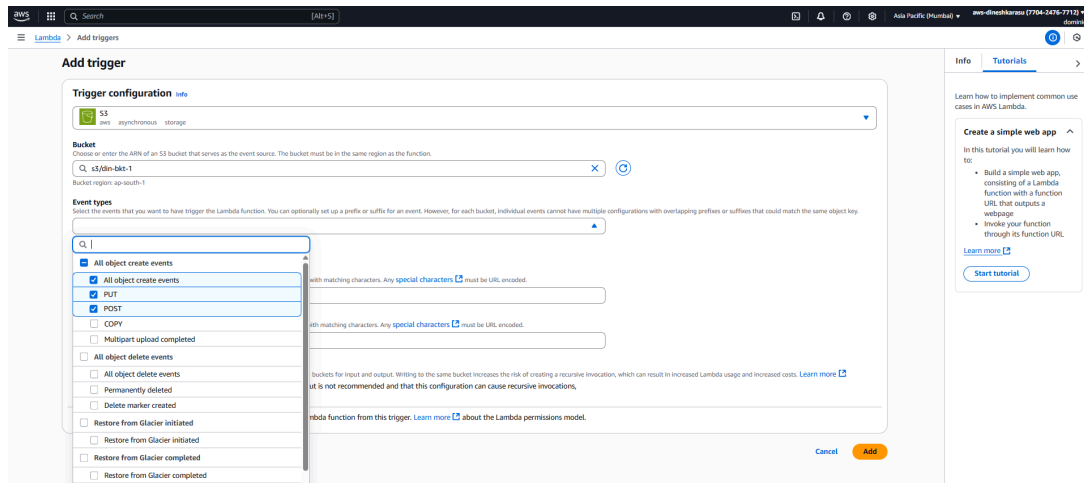 aws
Search
[Alt+S]
Asia Pacific (Mumbai)
aws-dineshkarasu (7704-2476-7712)
domini
Lambda > Add triggers
Add trigger
Trigger configuration Info
S3
aws asynchronous storage
Bucket
Choose or enter the ARN of an S3 bucket that serves as the event source. The bucket must be in the same region as the function.
s3/din-bkt-1
Bucket region: ap-south-1
Event types
Select the events that you want to have trigger the Lambda function. You can optionally set up a prefix or suffix for an event. However, for each bucket, individual events cannot have multiple configurations with overlapping prefixes or suffixes that could match the same object key.
All object create events
All object create events
with matching characters. Any special characters must be URL encoded.
PUT
POST
COPY
with matching characters. Any special characters must be URL encoded.
Multipart upload completed
All object delete events
All object delete events
buckets for input and output. Writing to the same bucket increases the risk of creating a recursive invocation, which can result in increased Lambda usage and increased costs. Learn more
Permanently deleted
ut is not recommended and that this configuration can cause recursive invocations,
Delete marker created
mbda function from this trigger. Learn more about the Lambda permissions model.
Restore from Glacier initiated
Restore from Glacier initiated
Restore from Glacier completed
Restore from Glacier completed
Cancel
Add
Info
Tutorials
Learn how to implement common use
cases in AWS Lambda.
Create a simple web app
In this tutorial you will learn how
to:
• Build a simple web app,
consisting of a Lambda
function with a function
URL that outputs a
webpage
• Invoke your function
through its function URL
Learn more
Start tutorial